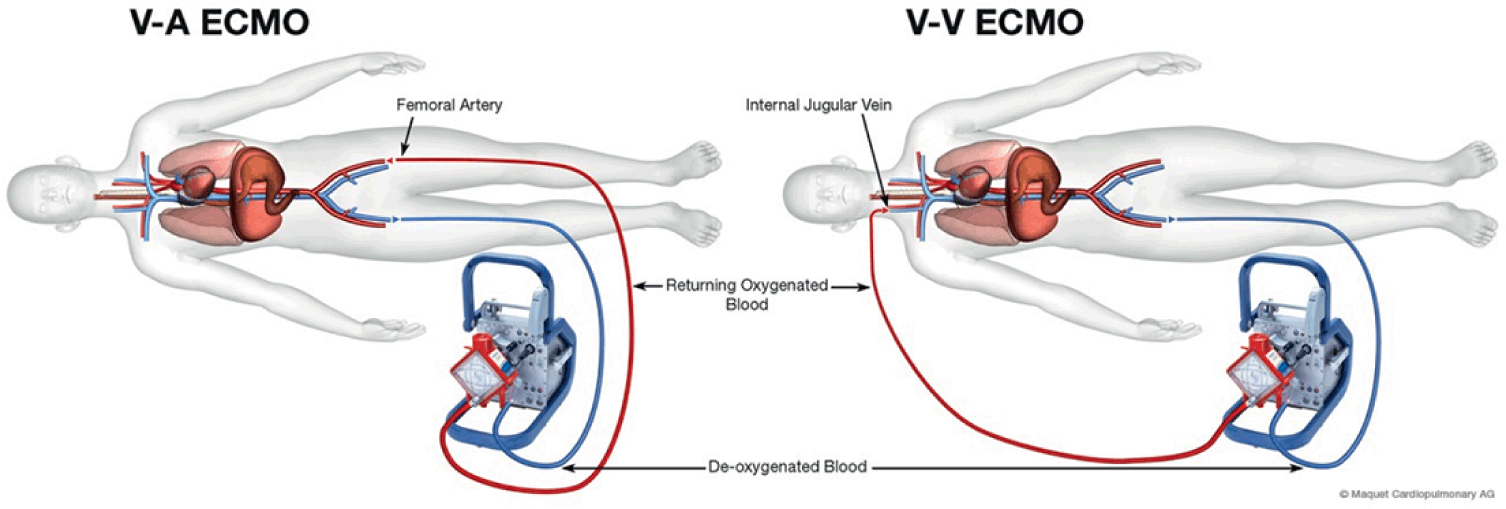 V-A ECMO
V-V ECMO
Femoral Artery
Internal Jugular Vein
Returning Oxygenated
Blood
De-oxygenated Blood
© Maquet Cardiopulmonary AG